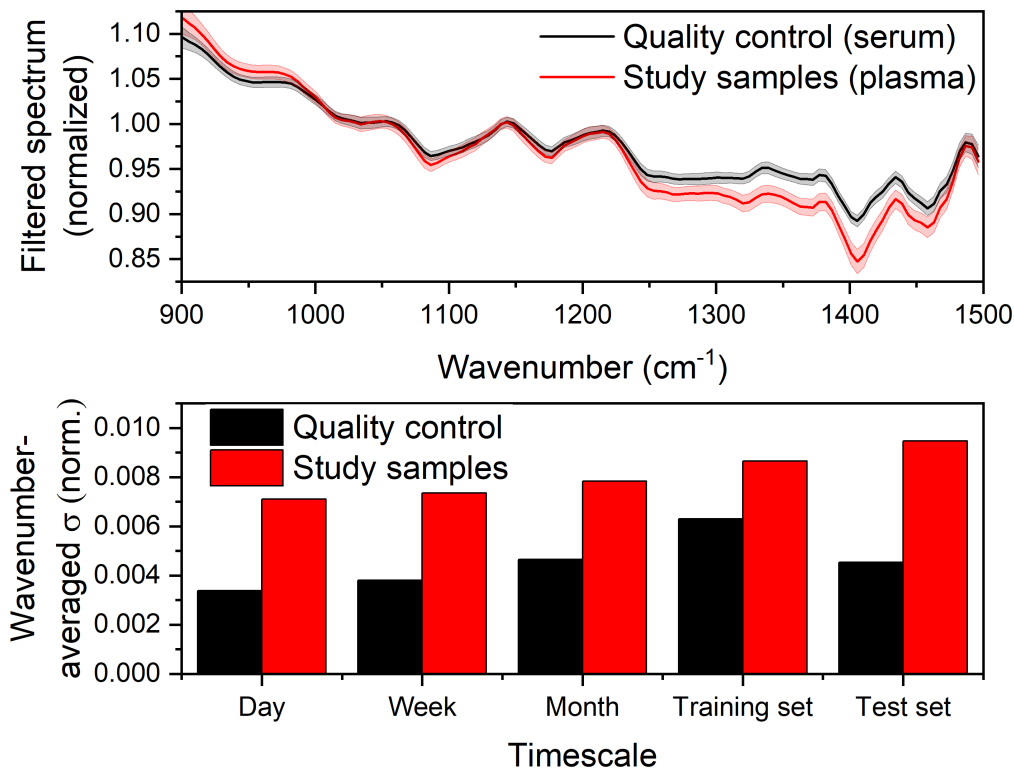 Filtered spectrum
(normalized)
1.10
1.05
1.00
0.95
0.90
0.85
Quality control (serum)
Study samples (plasma)
900 1000 1100 1200 1300 1400 1500
Wavenumber (cm⁻¹)
Wavenumber-
averaged σ (norm.)
0.010
0.008
0.006
0.004
0.002
0.000
Quality control
Study samples
Day Week Month Training set Test set
Timescale